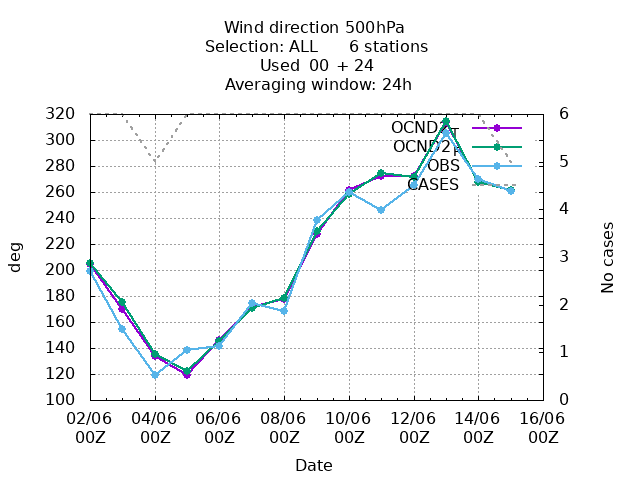 Wind direction 500hPa
Selection: ALL 6 stations
Used 00 + 24
Averaging window: 24h
320 6
300
280 5
260
240 4
220
200 3
180
160 2
140
120 1
100 0
OCND2_T
OCND2_F
OBS
CASES
deg
No cases
02/06 04/06 06/06 08/06 10/06 12/06 14/06 16/06
00Z 00Z 00Z 00Z 00Z 00Z 00Z 00Z
Date